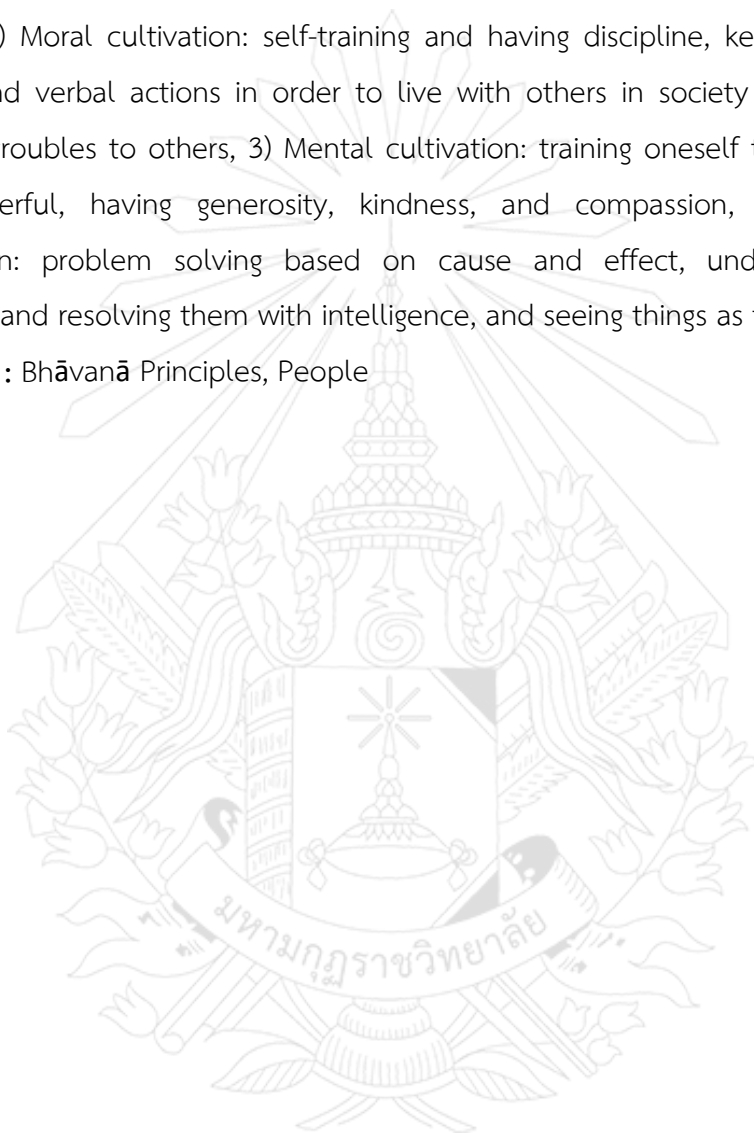 ) Moral cultivation: self-training and having discipline, ke
nd verbal actions in order to live with others in society
roubles to others, 3) Mental cultivation: training oneself t
erful, having generosity, kindness, and compassion,
n: problem solving based on cause and effect, und
and resolving them with intelligence, and seeing things as t
: Bhāvanā Principles, People
มหามกุฏราชวิทยาลัย